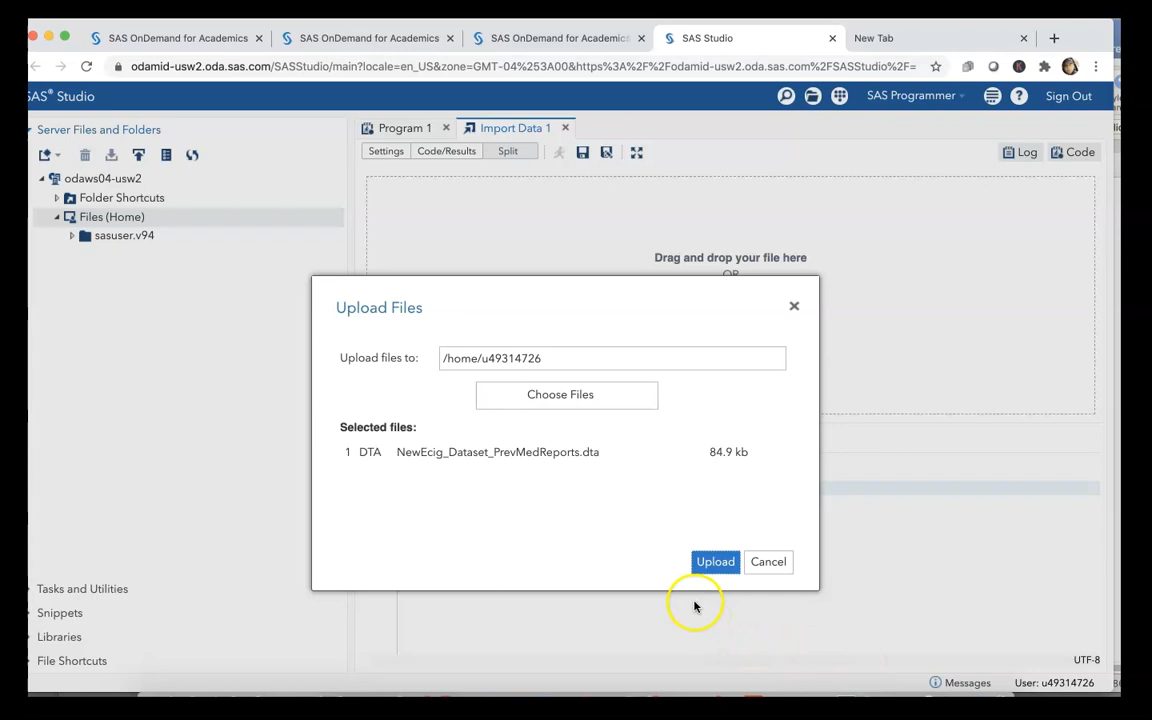 SAS OnDemand for Academics
SAS OnDemand for Academics
SAS OnDemand for Academics
SAS Studio
New Tab
odamid-usw2.oda.sas.com/SASStudio/main?locale=en_US&zone=GMT-04%253A00&https%3A%2F%2Fodamid-usw2.oda.sas.com%2FSASStudio%2F=
SAS® Studio
SAS Programmer
Sign Out
Server Files and Folders
Program 1
Import Data 1
Settings
Code/Results
Split
Log
Code
odaws04-usw2
Folder Shortcuts
Files (Home)
sasuser.v94
Drag and drop your file here
OR
Upload Files
Upload files to:
/home/u49314726
Choose Files
Selected files:
1 DTA NewEcig_Dataset_PrevMedReports.dta 84.9 kb
Upload
Cancel
Tasks and Utilities
Snippets
Libraries
File Shortcuts
UTF-8
Messages
User: u49314726